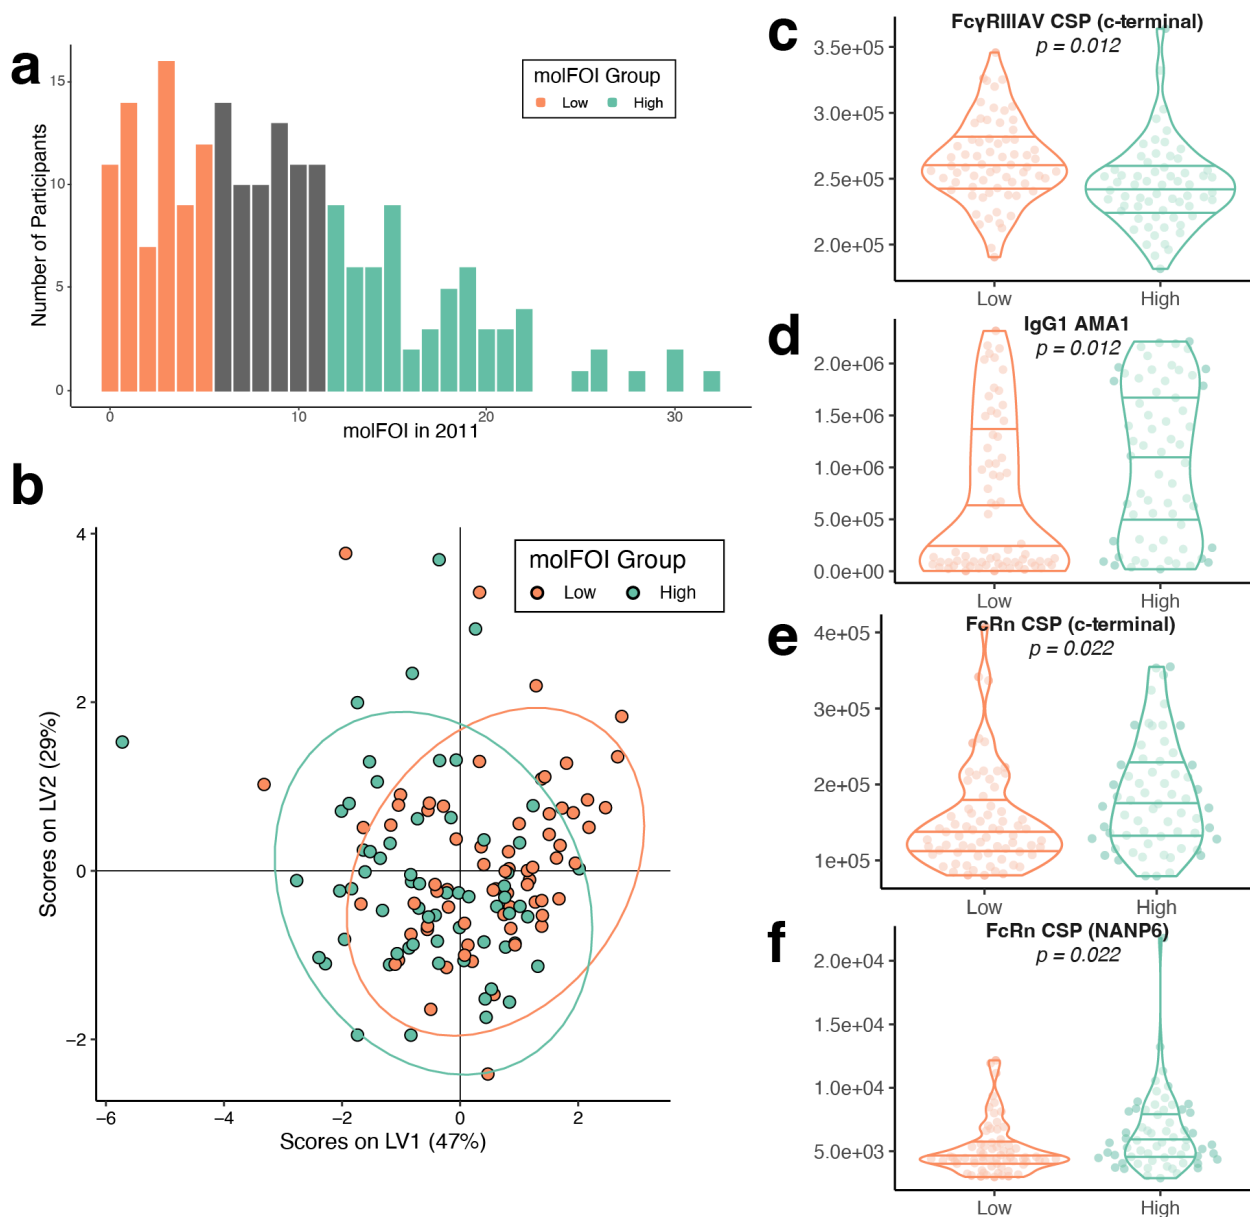 a
15
10
5
0
Number of Participants
molFOI Group
Low High
0 10 20 30
molFOI in 2011
b
4
2
0
−2
Scores on LV2 (29%)
molFOI Group
Low High
−6 −4 −2 0 2
Scores on LV1 (47%)
c
FcγRIIIAV CSP (c-terminal)
p = 0.012
3.5e+05
3.0e+05
2.5e+05
2.0e+05
Low High
d
IgG1 AMA1
p = 0.012
2.0e+06
1.5e+06
1.0e+06
5.0e+05
0.0e+00
Low High
e
FcRn CSP (c-terminal)
p = 0.022
4e+05
3e+05
2e+05
1e+05
Low High
f
FcRn CSP (NANP6)
p = 0.022
2.0e+04
1.5e+04
1.0e+04
5.0e+03
Low High